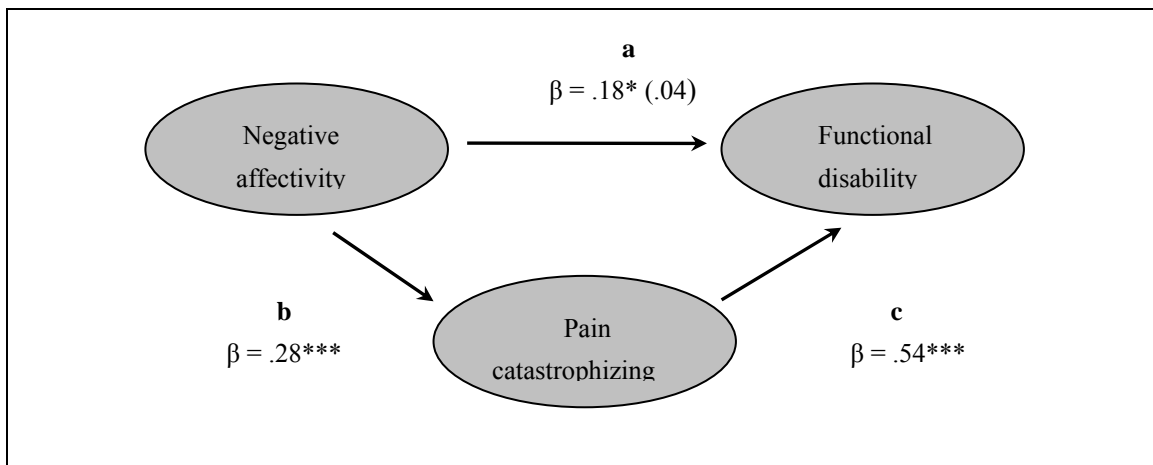 a
β = .18* (.04)
Negative
affectivity
Functional
disability
b
β = .28***
Pain
catastrophizing
c
β = .54***